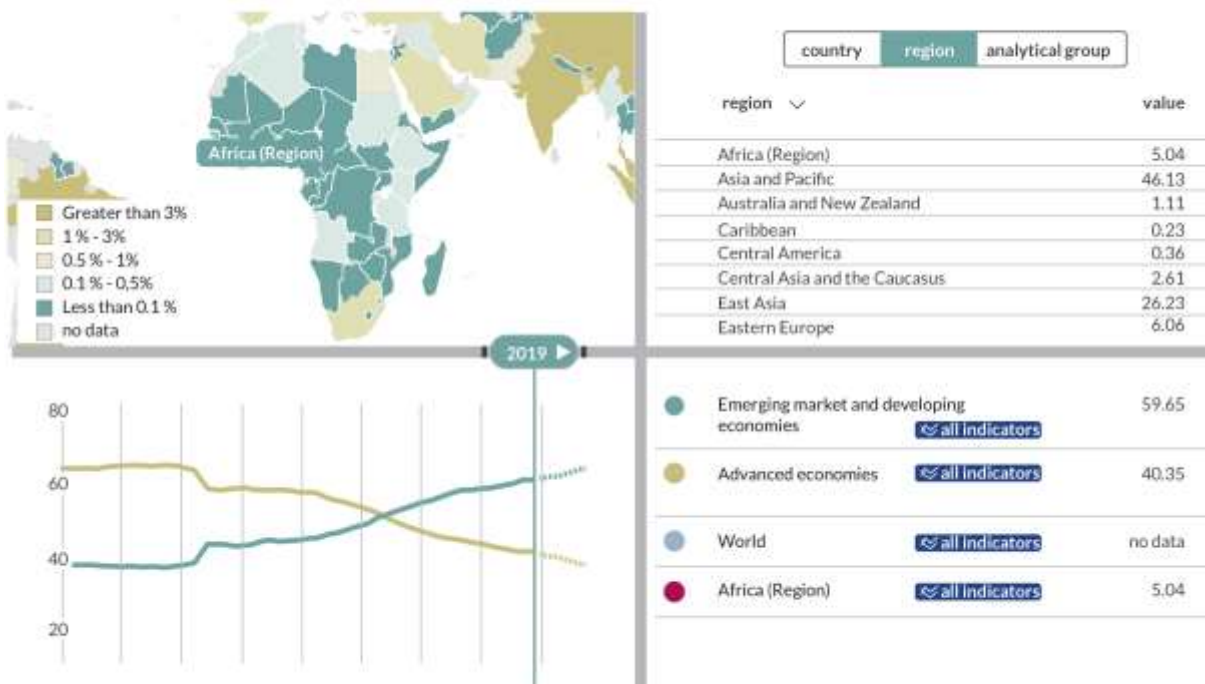 Africa (Region)
Greater than 3%
1 % - 3%
0.5 % - 1%
0.1 % - 0,5%
Less than 0.1 %
no data
country region analytical group
region value
Africa (Region) 5.04
Asia and Pacific 46.13
Australia and New Zealand 1.11
Caribbean 0.23
Central America 0.36
Central Asia and the Caucasus 2.61
East Asia 26.23
Eastern Europe 6.06
2019
80
60
40
20
Emerging market and developing 59.65
economies all indicators
Advanced economies all indicators 40.35
World all indicators no data
Africa (Region) all indicators 5.04